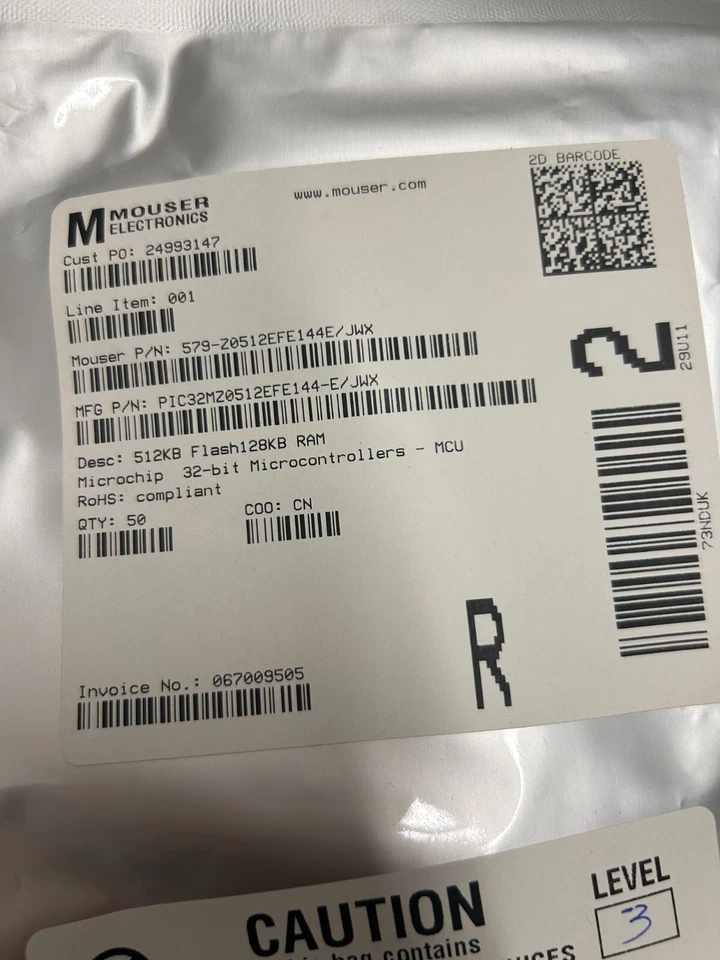 2D BARCODE
www.mouser.com
M MOUSER
ELECTRONICS
Cust PO: 24993147
Line Item: 001
Mouser P/N: 579-Z0512EFE144E/JWX
MFG P/N: PIC32MZ0512EFE144-E/JWX
Desc: 512KB Flash128KB RAM
Microchip 32-bit Microcontrollers - MCU
RoHS: compliant
QTY: 50
COO: CN
2
29U11
73NDUK
R
Invoice No.: 067009505
CAUTION
bag contains
LEVEL
3